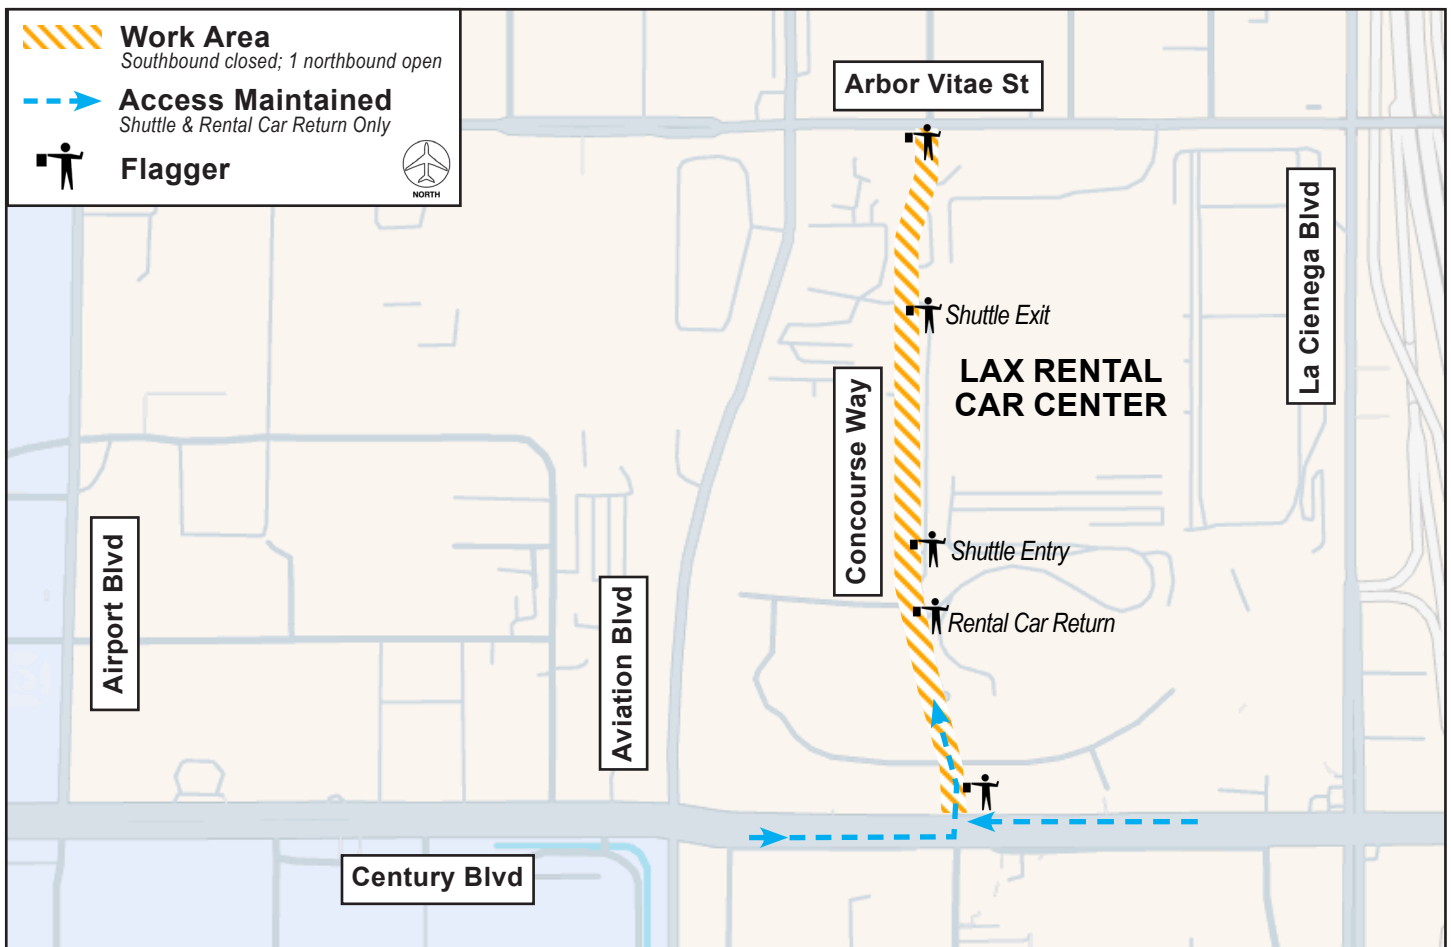 Work Area
Southbound closed; 1 northbound open
Access Maintained
Shuttle & Rental Car Return Only
Flagger
NORTH
Arbor Vitae St
La Cienega Blvd
Shuttle Exit
LAX RENTAL
CAR CENTER
Concourse Way
Shuttle Entry
Rental Car Return
Airport Blvd
Aviation Blvd
Century Blvd